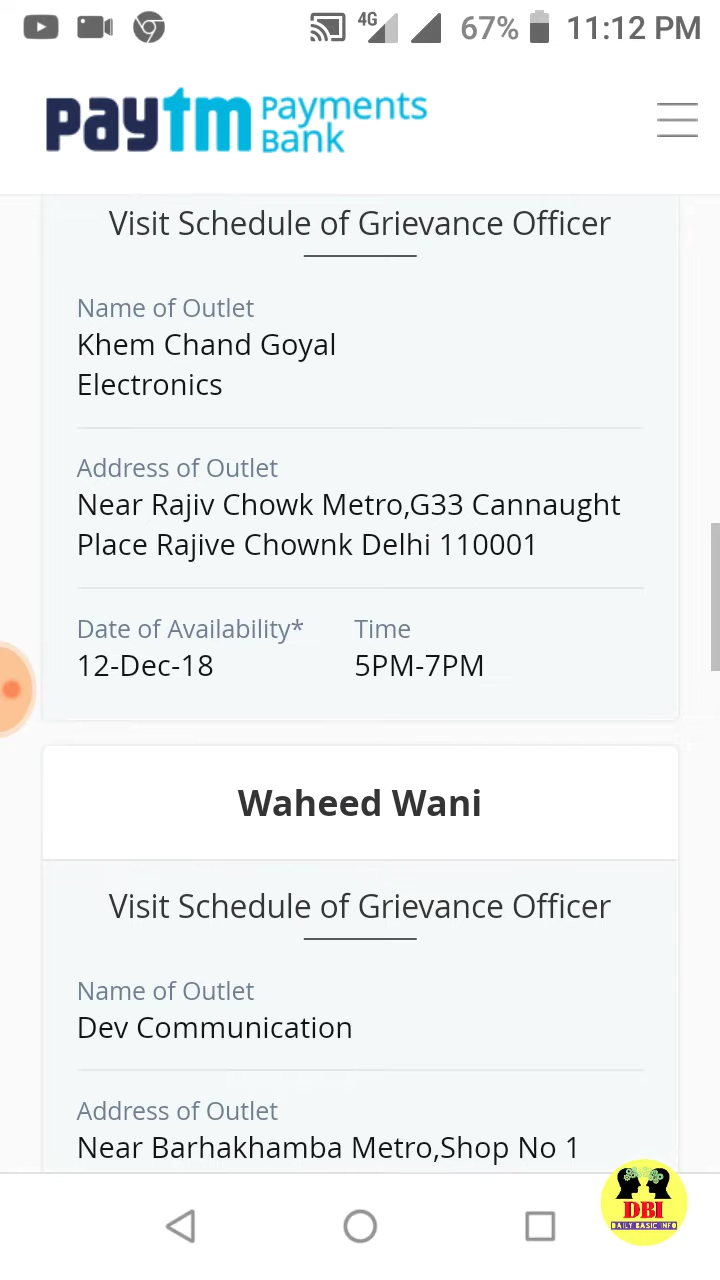 4G 67% 11:12 PM
paytm Payments Bank
Visit Schedule of Grievance Officer
Name of Outlet
Khem Chand Goyal
Electronics
Address of Outlet
Near Rajiv Chowk Metro,G33 Cannaught
Place Rajive Chownk Delhi 110001
Date of Availability* Time
12-Dec-18 5PM-7PM
Waheed Wani
Visit Schedule of Grievance Officer
Name of Outlet
Dev Communication
Address of Outlet
Near Barhakhamba Metro,Shop No 1
DBI
DAILY BASIC INFO